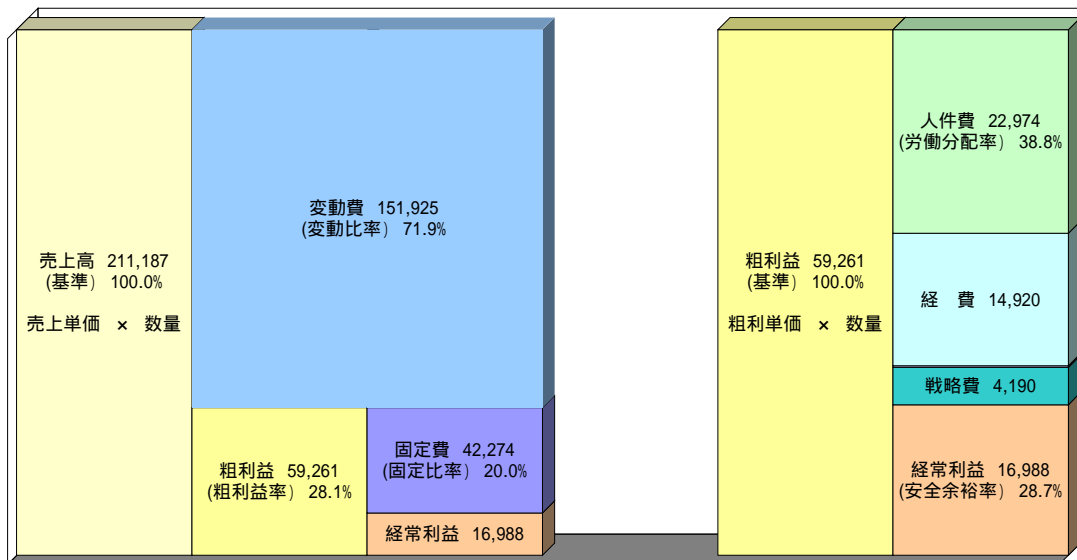 売上高 211,187
(基準) 100.0%
売上単価 × 数量
変動費 151,925
(変動比率) 71.9%
粗利益 59,261
(粗利益率) 28.1%
固定費 42,274
(固定比率) 20.0%
経常利益 16,988
粗利益 59,261
(基準) 100.0%
粗利単価 × 数量
人件費 22,974
(労働分配率) 38.8%
経 費 14,920
戦略費 4,190
経常利益 16,988
(安全余裕率) 28.7%